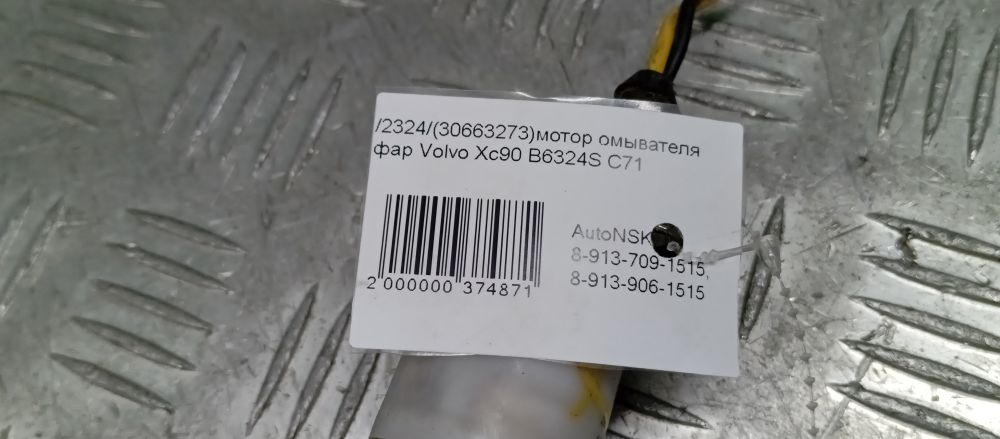 /2324/(30663273)мотор омывателя
фар Volvo Xc90 B6324S C71
AutoNSK
8-913-709-1515,
8-913-906-1515
2 000000 374871